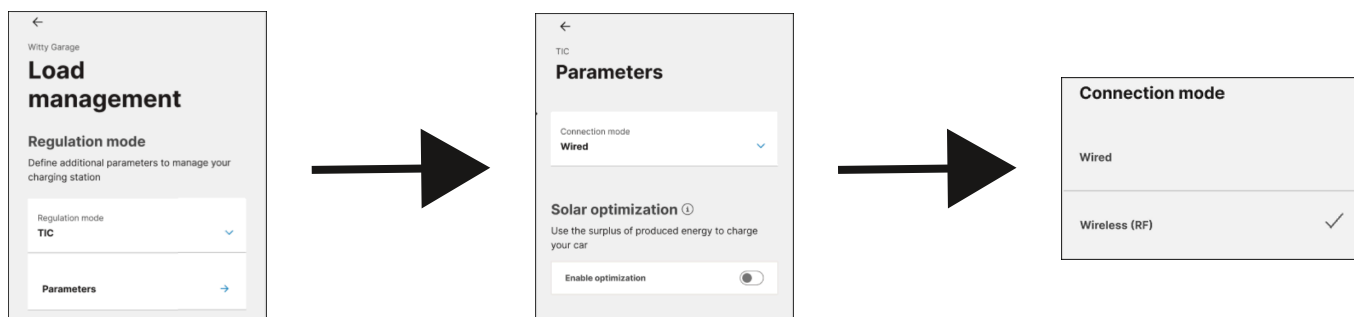 Witty Garage
Load
management
Regulation mode
Define additional parameters to manage your
charging station
Regulation mode
TIC
Parameters
TIC
Parameters
Connection mode
Wired
Solar optimization
Use the surplus of produced energy to charge
your car
Enable optimization
Connection mode
Wired
Wireless (RF)